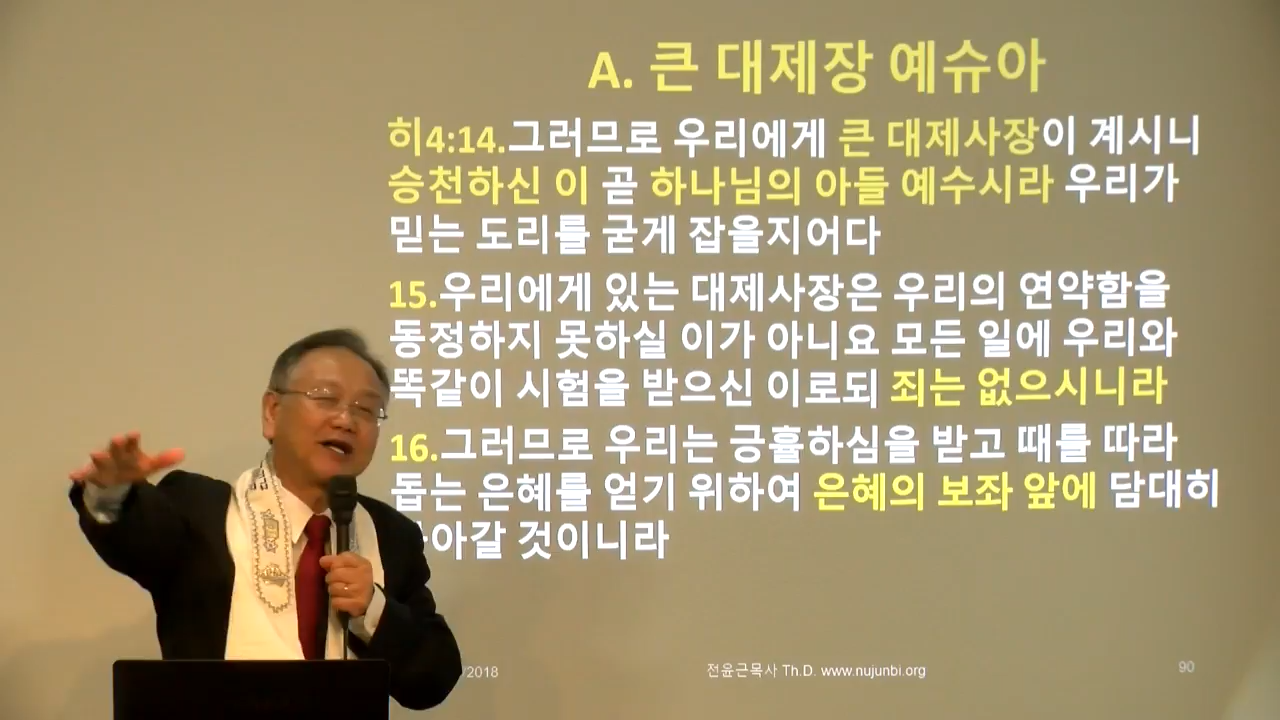 A. 큰 대제장 예슈아
히4:14.그러므로 우리에게 큰 대제사장이 계시니
승천하신 이 곧 하나님의 아들 예수시라 우리가
믿는 도리를 굳게 잡을지어다
15.우리에게 있는 대제사장은 우리의 연약함을
동정하지 못하실 이가 아니요 모든 일에 우리와
똑같이 시험을 받으신 이로되 죄는 없으시니라
16.그러므로 우리는 긍휼하심을 받고 때를 따라
돕는 은혜를 얻기 위하여 은혜의 보좌 앞에 담대히
아갈 것이니라
/2018 전윤근목사 Th.D. www.nujunbi.org 90